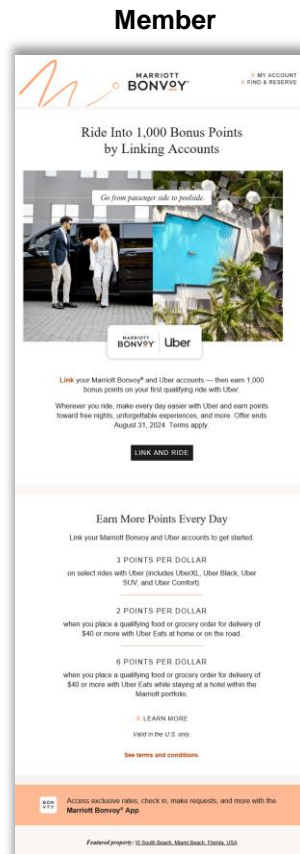 Member
MARRIOTT
BONVOY™
MY ACCOUNT
FIND & RESERVE
Ride Into 1,000 Bonus Points
by Linking Accounts
Go from passenger side to poolside.
MARRIOTT
BONVOY
Uber
Link your Marriott Bonvoy® and Uber accounts — then earn 1,000
bonus points on your first qualifying ride with Uber.
Wherever you ride, make every day easier with Uber and earn points
toward free nights, unforgettable experiences, and more. Offer ends
August 31, 2024. Terms apply.
LINK AND RIDE
Earn More Points Every Day
Link your Marriott Bonvoy and Uber accounts to get started.
3 POINTS PER DOLLAR
on select rides with Uber (includes UberXL, Uber Black, Uber
SUV, and Uber Comfort).
2 POINTS PER DOLLAR
when you place a qualifying food or grocery order for delivery of
$40 or more with Uber Eats at home or on the road.
6 POINTS PER DOLLAR
when you place a qualifying food or grocery order for delivery of
$40 or more with Uber Eats while staying at a hotel within the
Marriott portfolio.
LEARN MORE
Valid in the U.S. only.
See terms and conditions.
BON
VOY
Access exclusive rates, check in, make requests, and more with the
Marriott Bonvoy® App
Featured property: W South Beach, Miami Beach, Florida, USA